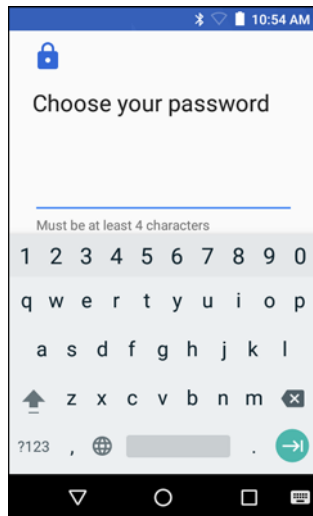 10:54 AM
Choose your password
Must be at least 4 characters
1 2 3 4 5 6 7 8 9 0
q w e r t y u i o p
a s d f g h j k l
z x c v b n m
?123 , .